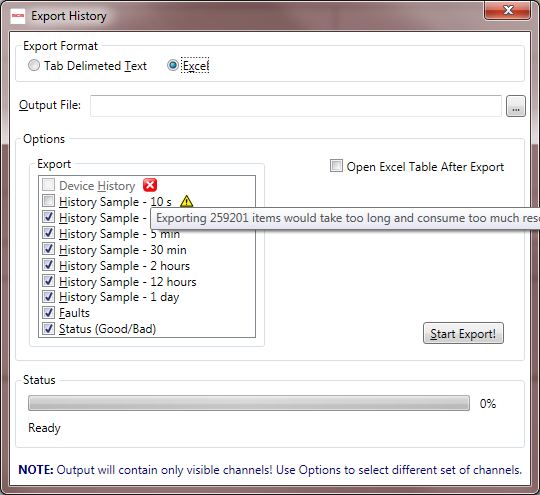 SCS Export History
Export Format
Tab Delimeted Text
Excel
Output File:
...
Options
Export
Device History
History Sample - 10 s
History Sample -
Exporting 259201 items would take too long and consume too much
History Sample - 5 min
History Sample - 30 min
History Sample - 2 hours
History Sample - 12 hours
History Sample - 1 day
Faults
Status (Good/Bad)
Open Excel Table After Export
Start Export!
Status
0%
Ready
NOTE: Output will contain only visible channels! Use Options to select different set of channels.